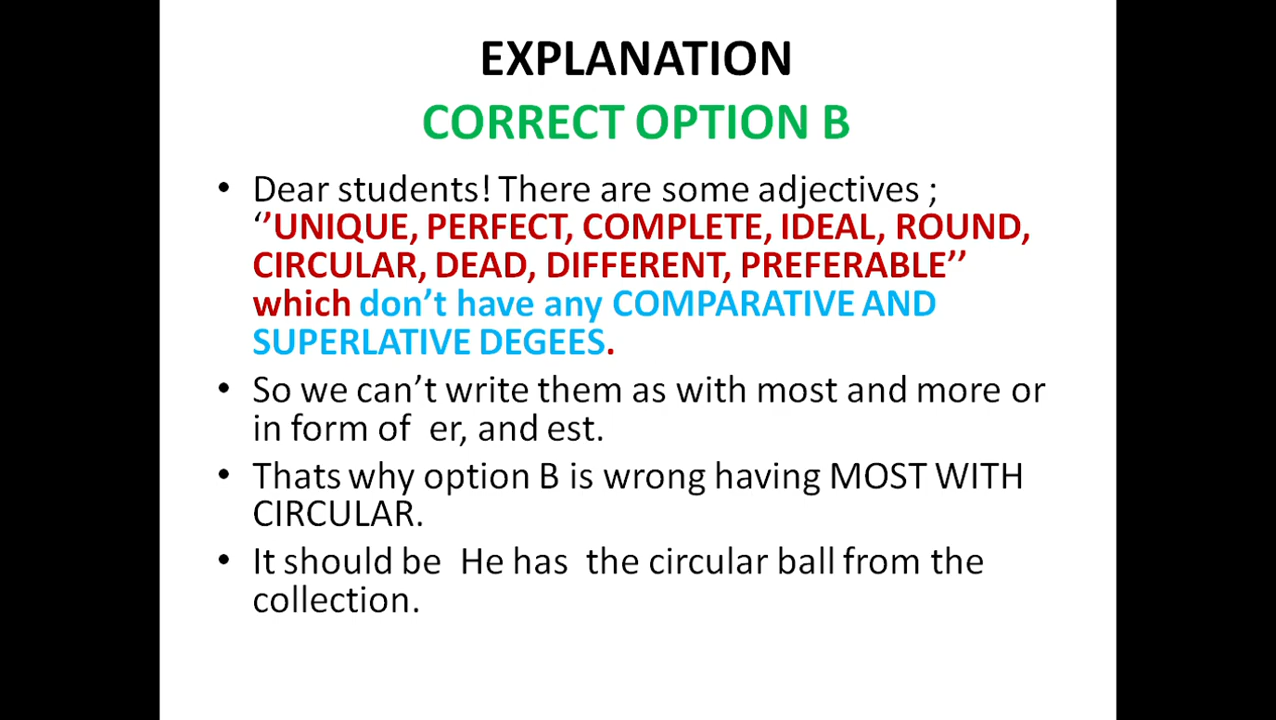 EXPLANATION
CORRECT OPTION B
• Dear students! There are some adjectives ;
‘’UNIQUE, PERFECT, COMPLETE, IDEAL, ROUND,
CIRCULAR, DEAD, DIFFERENT, PREFERABLE’’
which don’t have any COMPARATIVE AND
SUPERLATIVE DEGEES.
• So we can’t write them as with most and more or
in form of er, and est.
• Thats why option B is wrong having MOST WITH
CIRCULAR.
• It should be He has the circular ball from the
collection.